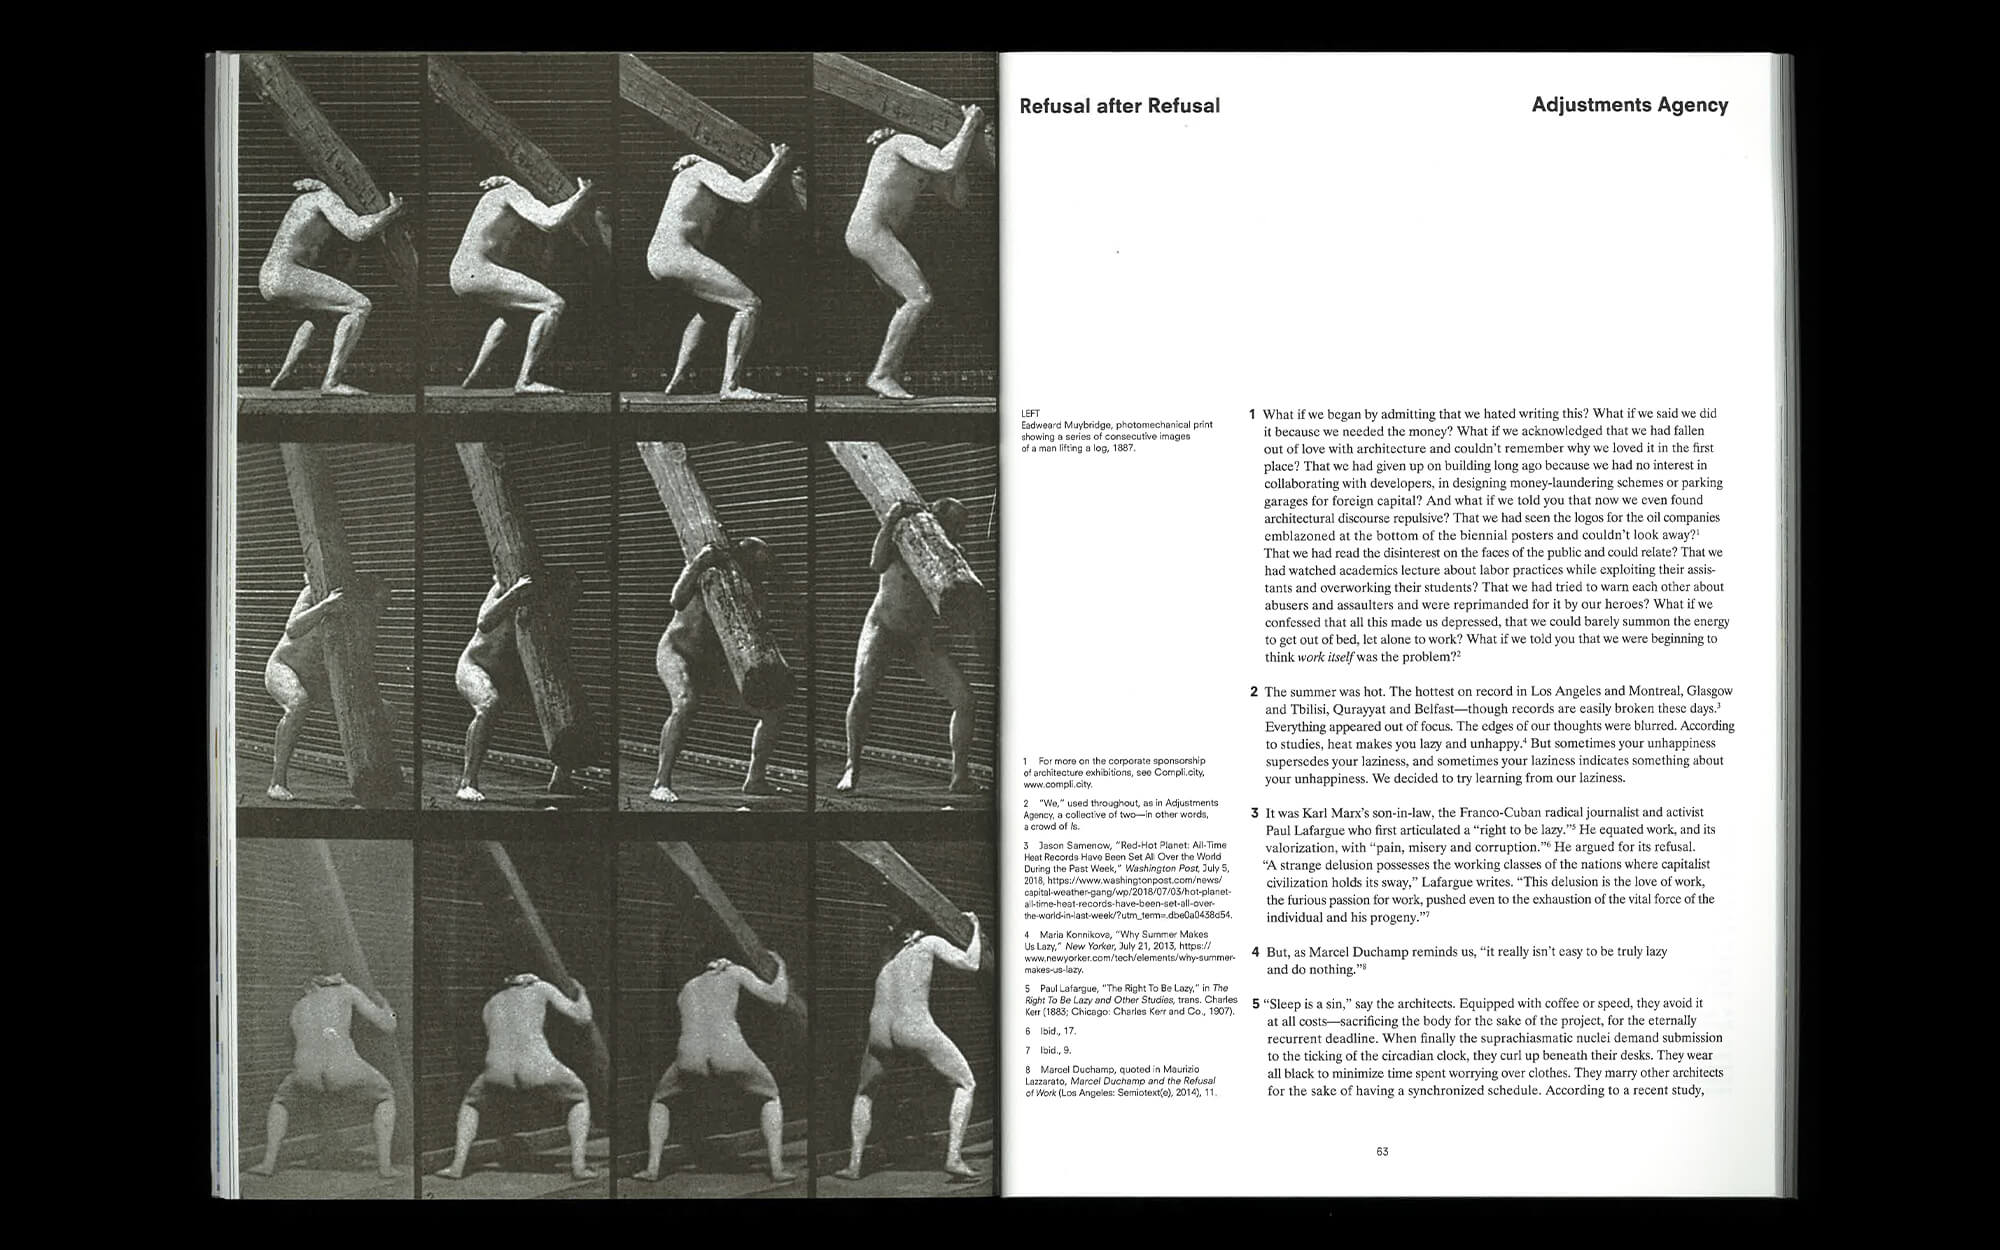 Refusal after Refusal
Adjustments Agency
LEFT
Eadweard Muybridge, photomechanical print
showing a series of consecutive images
of a man lifting a log, 1887.
1 What if we began by admitting that we hated writing this? What if we said we did
it because we needed the money? What if we acknowledged that we had fallen
out of love with architecture and couldn't remember why we loved it in the first
place? That we had given up on building long ago because we had no interest in
collaborating with developers, in designing money-laundering schemes or parking
garages for foreign capital? And what if we told you that now we even found
architectural discourse repulsive? That we had seen the logos for the oil companies
emblazoned at the bottom of the biennial posters and couldn't look away?¹
That we had read the disinterest on the faces of the public and could relate? That we
had watched academics lecture about labor practices while exploiting their assis-
tants and overworking their students? That we had tried to warn each other about
abusers and assaulters and were reprimanded for it by our heroes? What if we
confessed that all this made us depressed, that we could barely summon the energy
to get out of bed, let alone to work? What if we told you that we were beginning to
think work itself was the problem?²
2 The summer was hot. The hottest on record in Los Angeles and Montreal, Glasgow
and Tbilisi, Qurayyat and Belfast—though records are easily broken these days.³
Everything appeared out of focus. The edges of our thoughts were blurred. According
to studies, heat makes you lazy and unhappy.⁴ But sometimes your unhappiness
supersedes your laziness, and sometimes your laziness indicates something about
your unhappiness. We decided to try learning from our laziness.
3 It was Karl Marx's son-in-law, the Franco-Cuban radical journalist and activist
Paul Lafargue who first articulated a "right to be lazy."⁵ He equated work, and its
valorization, with "pain, misery and corruption."⁶ He argued for its refusal.
"A strange delusion possesses the working classes of the nations where capitalist
civilization holds its sway," Lafargue writes. "This delusion is the love of work,
the furious passion for work, pushed even to the exhaustion of the vital force of the
individual and his progeny."⁷
4 But, as Marcel Duchamp reminds us, "it really isn't easy to be truly lazy
and do nothing."⁸
5 "Sleep is a sin," say the architects. Equipped with coffee or speed, they avoid it
at all costs—sacrificing the body for the sake of the project, for the eternally
recurrent deadline. When finally the suprachiasmatic nuclei demand submission
to the ticking of the circadian clock, they curl up beneath their desks. They wear
all black to minimize time spent worrying over clothes. They marry other architects
for the sake of having a synchronized schedule. According to a recent study,
1 For more on the corporate sponsorship
of architecture exhibitions, see Compli.city,
www.compli.city.
2 "We," used throughout, as in Adjustments
Agency, a collective of two—in other words,
a crowd of Is.
3 Jason Samenow, "Red-Hot Planet: All-Time
Heat Records Have Been Set All Over the World
During the Past Week," Washington Post, July 5,
2018, https://www.washingtonpost.com/news/
capital-weather-gang/wp/2018/07/03/hot-planet-
all-time-heat-records-have-been-set-all-over-
the-world-in-last-week/?utm_term=.dbe0a0438d54.
4 Maria Konnikova, "Why Summer Makes
Us Lazy," New Yorker, July 21, 2013, https://
www.newyorker.com/tech/elements/why-summer-
makes-us-lazy.
5 Paul Lafargue, "The Right To Be Lazy," in The
Right To Be Lazy and Other Studies, trans. Charles
Kerr (1883; Chicago: Charles Kerr and Co., 1907).
6 Ibid., 17.
7 Ibid., 9.
8 Marcel Duchamp, quoted in Maurizio
Lazzarato, Marcel Duchamp and the Refusal
of Work (Los Angeles: Semiotext(e), 2014), 11.
63